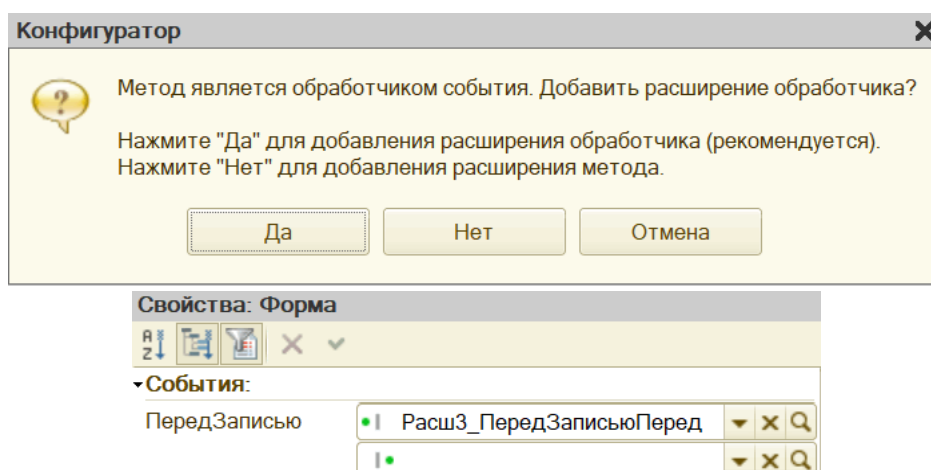 Конфигуратор
Метод является обработчиком события. Добавить расширение обработчика?
Нажмите "Да" для добавления расширения обработчика (рекомендуется).
Нажмите "Нет" для добавления расширения метода.
Да Нет Отмена
Свойства: Форма
События:
ПередЗаписью Расш3_ПередЗаписьюПеред